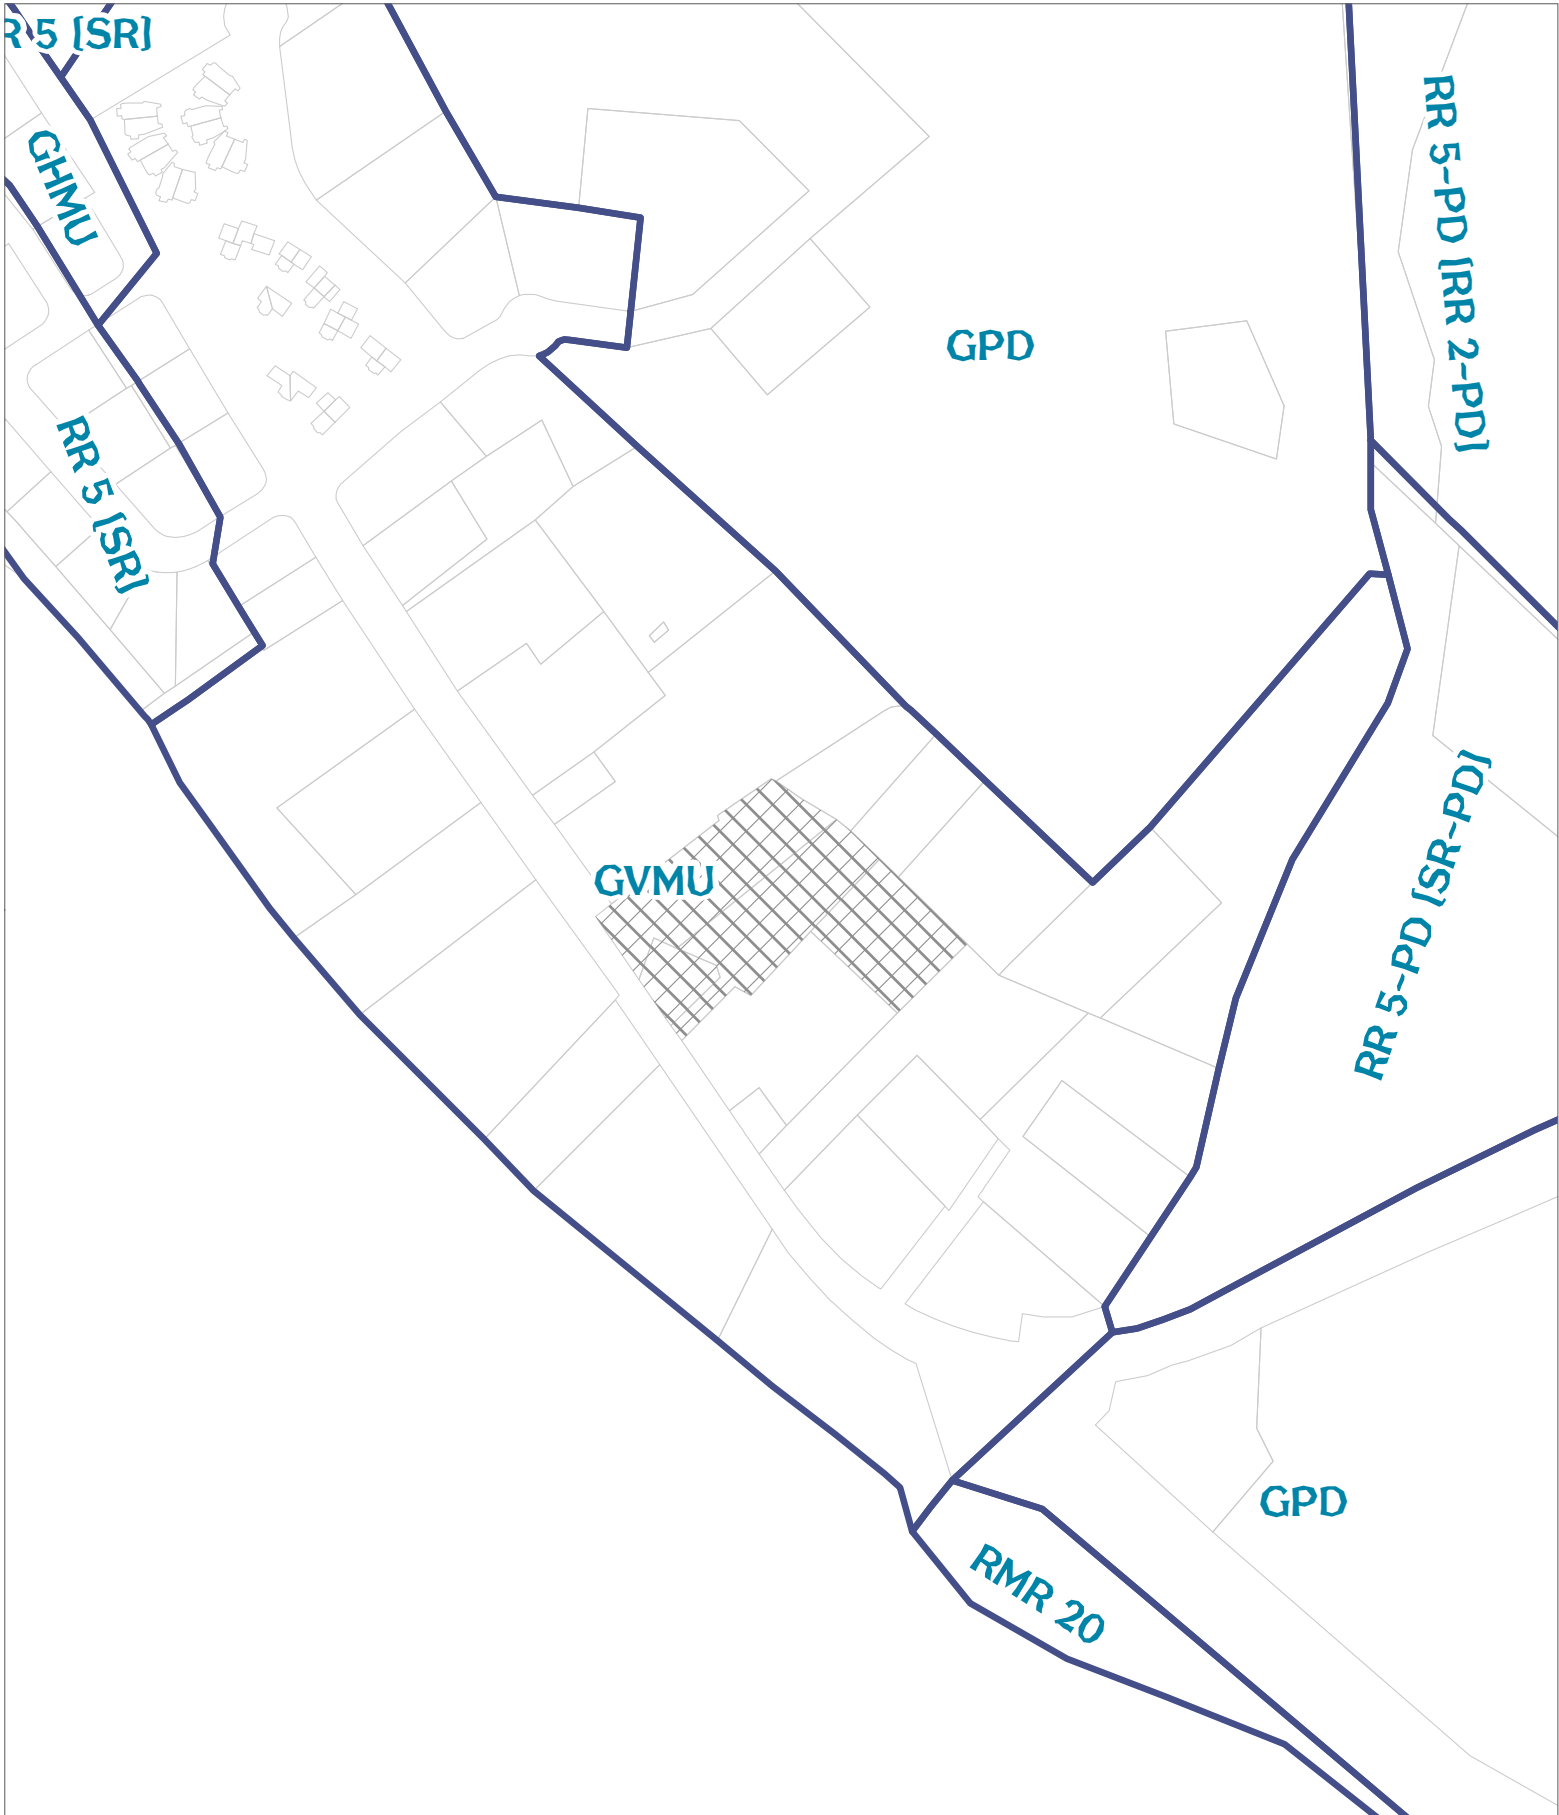 R 5 (SR)
GHMU
RR 5-PD (RR 2-PD)
GPD
RR 5 (SR)
RR 5-PD (SR-PD)
GVMU
GPD
RMR 20